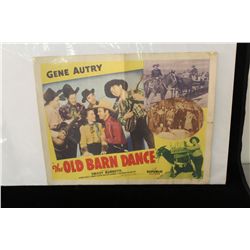 GENE AUTRY
The OLD BARN DANCE
SMILEY BURNETTE
REPUBLIC